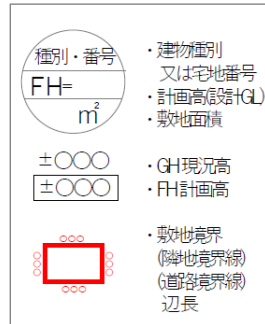 種別・番号
FH=
㎡
・建物種別
又は宅地番号
・計画高(設計GL)
・敷地面積
±○○○
±○○○
・GH現況高
・FH計画高
○○○
○○○
○○○
○○○
・敷地境界
(隣地境界線)
(道路境界線)
辺長